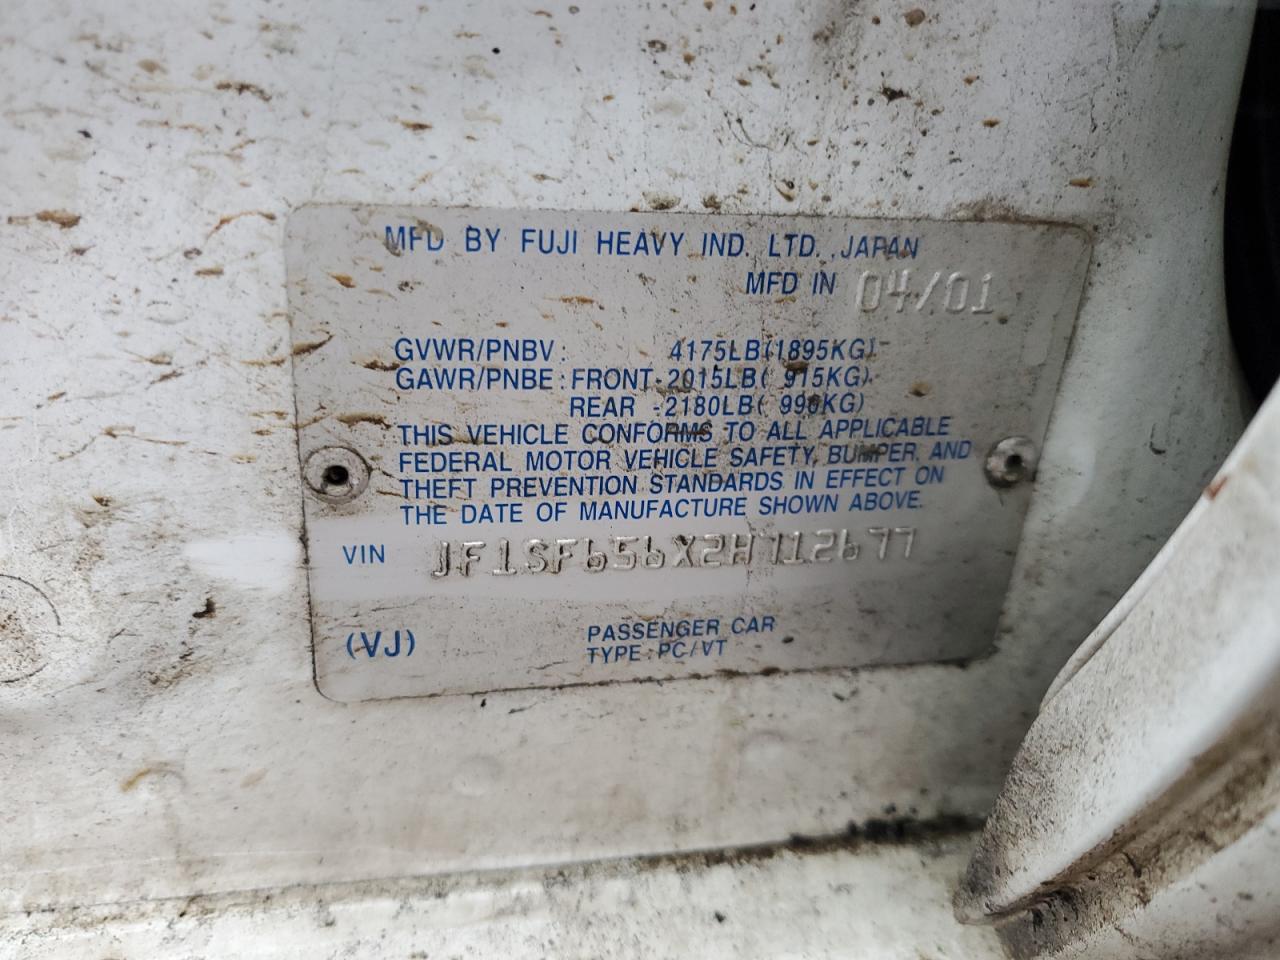 MFD BY FUJI HEAVY IND. LTD., JAPAN
MFD IN 04/01
GVWR/PNBV: 4175LB(1895KG)
GAWR/PNBE: FRONT-2015LB( 915KG)
REAR -2180LB( 990KG)
THIS VEHICLE CONFORMS TO ALL APPLICABLE
FEDERAL MOTOR VEHICLE SAFETY, BUMPER, AND
THEFT PREVENTION STANDARDS IN EFFECT ON
THE DATE OF MANUFACTURE SHOWN ABOVE.
VIN JF1SF656X2H712677
(VJ) PASSENGER CAR
TYPE: PC/VT